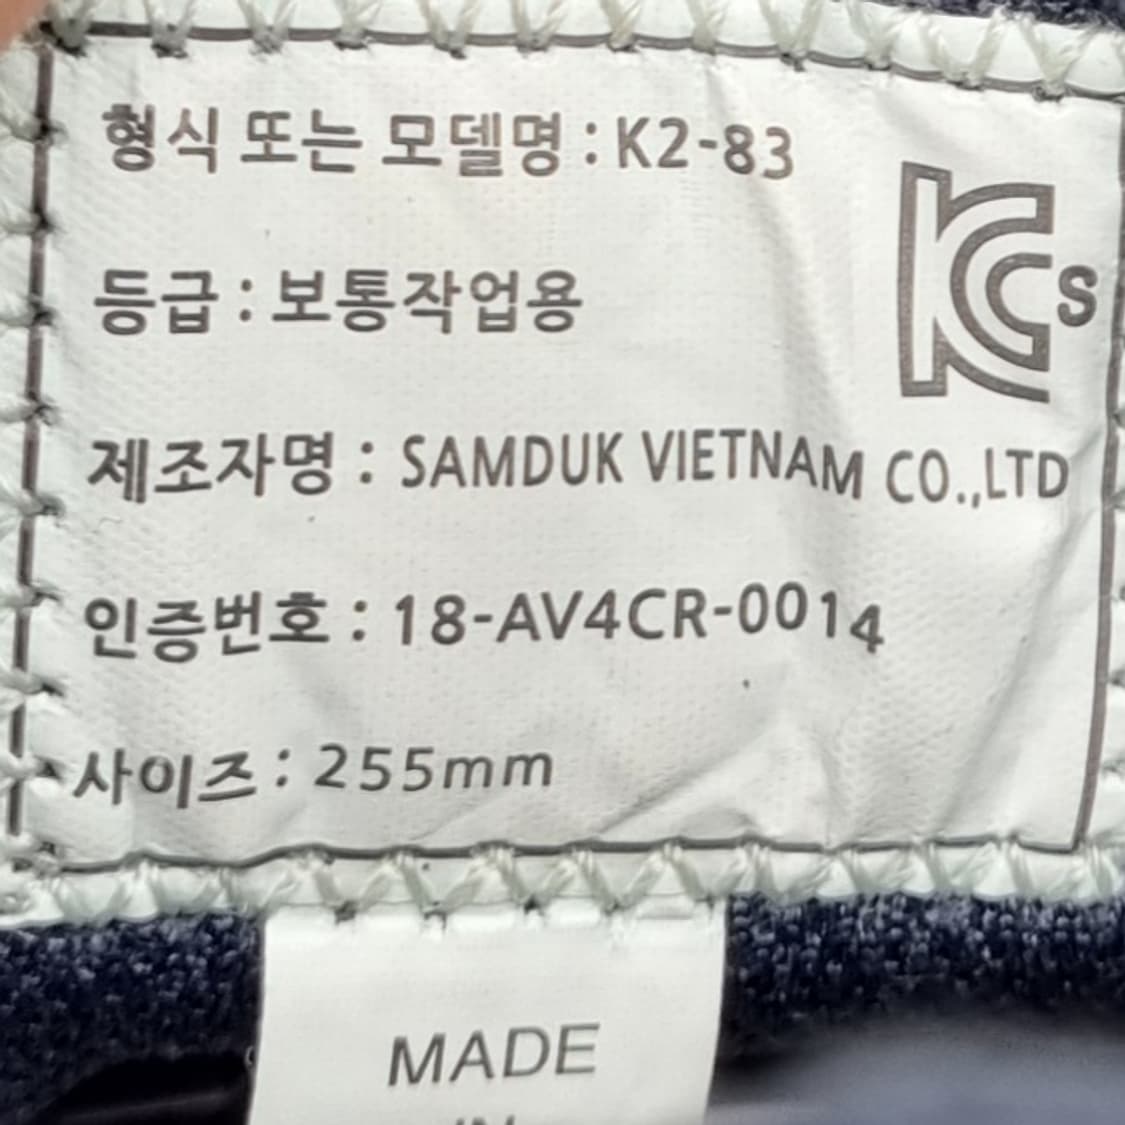 형식 또는 모델명 : K2-83
KCs
등급 : 보통작업용
제조자명 : SAMDUK VIETNAM CO.,LTD
인증번호 : 18-AV4CR-0014
사이즈 : 255mm
MADE